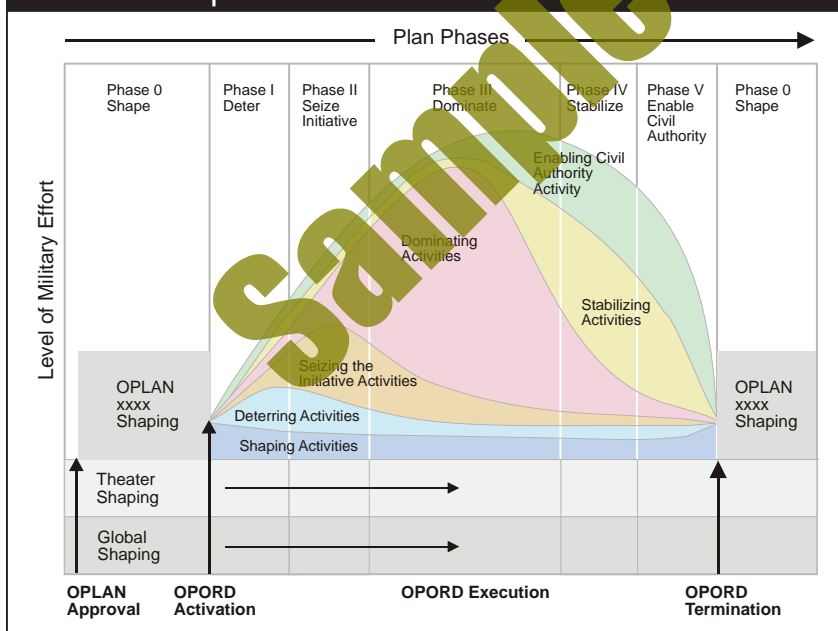 Plan Phases
Phase 0
Shape
Phase I
Deter
Phase II
Seize
Initiative
Phase III
Dominate
Phase IV
Stabilize
Phase V
Enable
Civil
Authority
Phase 0
Shape
Level of Military Effort
Enabling Civil
Authority
Activity
Dominating
Activities
Stabilizing
Activities
Seizing the
Initiative Activities
Deterring Activities
Shaping Activities
OPLAN
xxxx
Shaping
OPLAN
xxxx
Shaping
Theater
Shaping
Global
Shaping
OPLAN
Approval
OPORD
Activation
OPORD Execution
OPORD
Termination
Sample